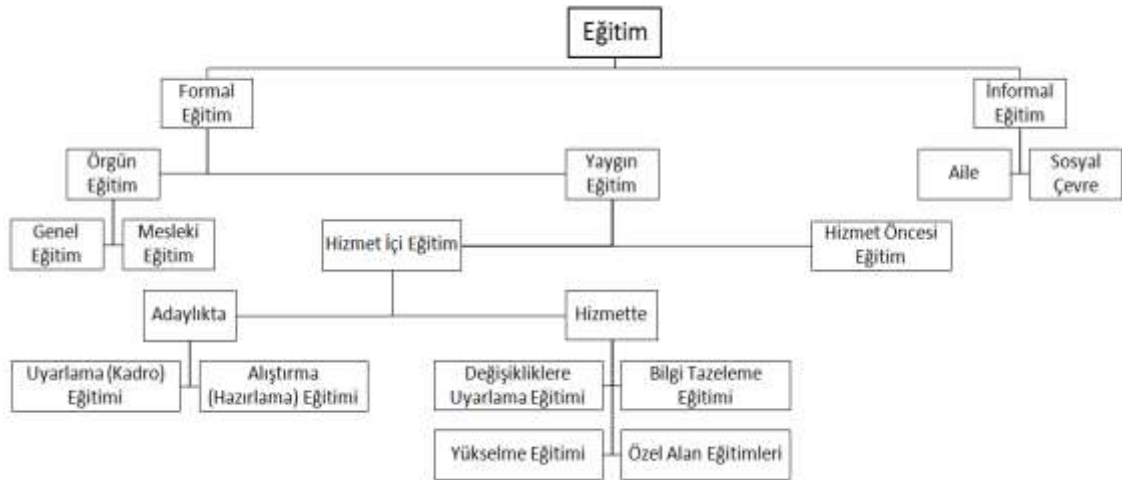 Eğitim
Formal
Eğitim
İnformal
Eğitim
Örgün
Eğitim
Yaygın
Eğitim
Aile
Sosyal
Çevre
Genel
Eğitim
Mesleki
Eğitim
Hizmet İçi Eğitim
Hizmet Öncesi
Eğitim
Adaylıkta
Hizmette
Uyarlama (Kadro)
Eğitimi
Alıştırma
(Hazırlama) Eğitimi
Değişikliklere
Uyarlama Eğitimi
Bilgi Tazeleme
Eğitimi
Yükselme Eğitimi
Özel Alan Eğitimleri